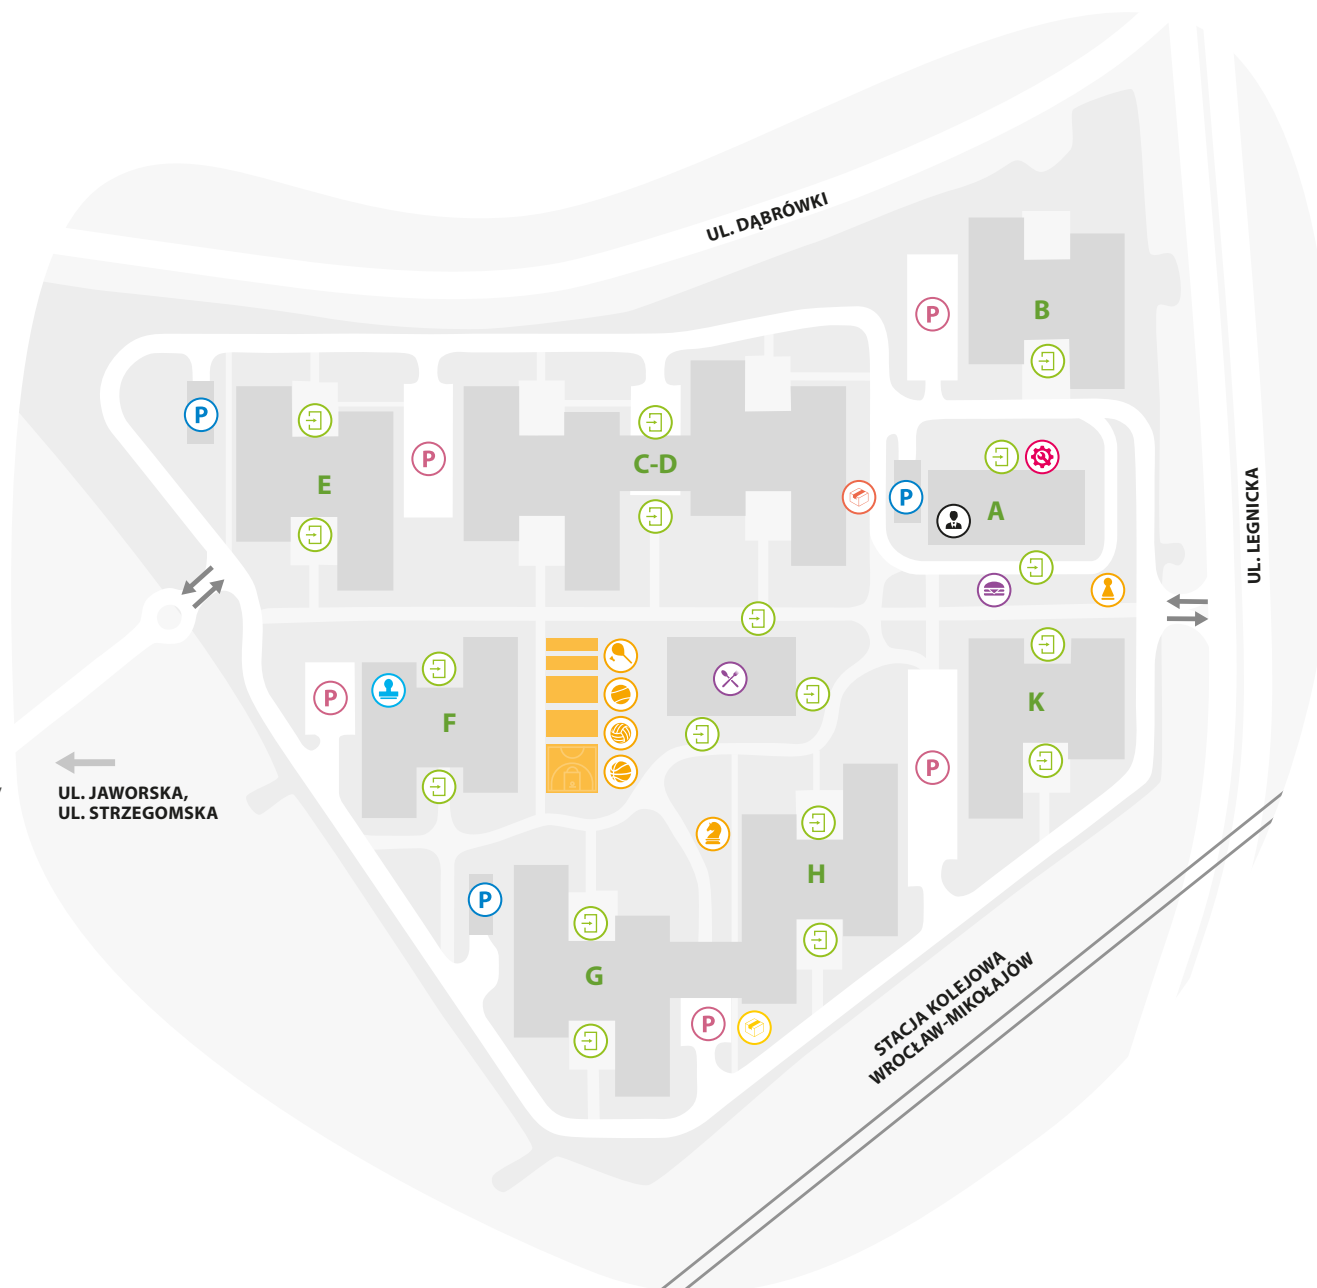 UL. DĄBRÓWKI
B
P
P
P
C-D
E
P
A
UL. LEGNICKA
P
F
K
P
UL. JAWORSKA,
UL. STRZEGOMSKA
H
P
G
P
STACJA KOLEJOWA
WROCŁAW-MIKOŁAJÓW